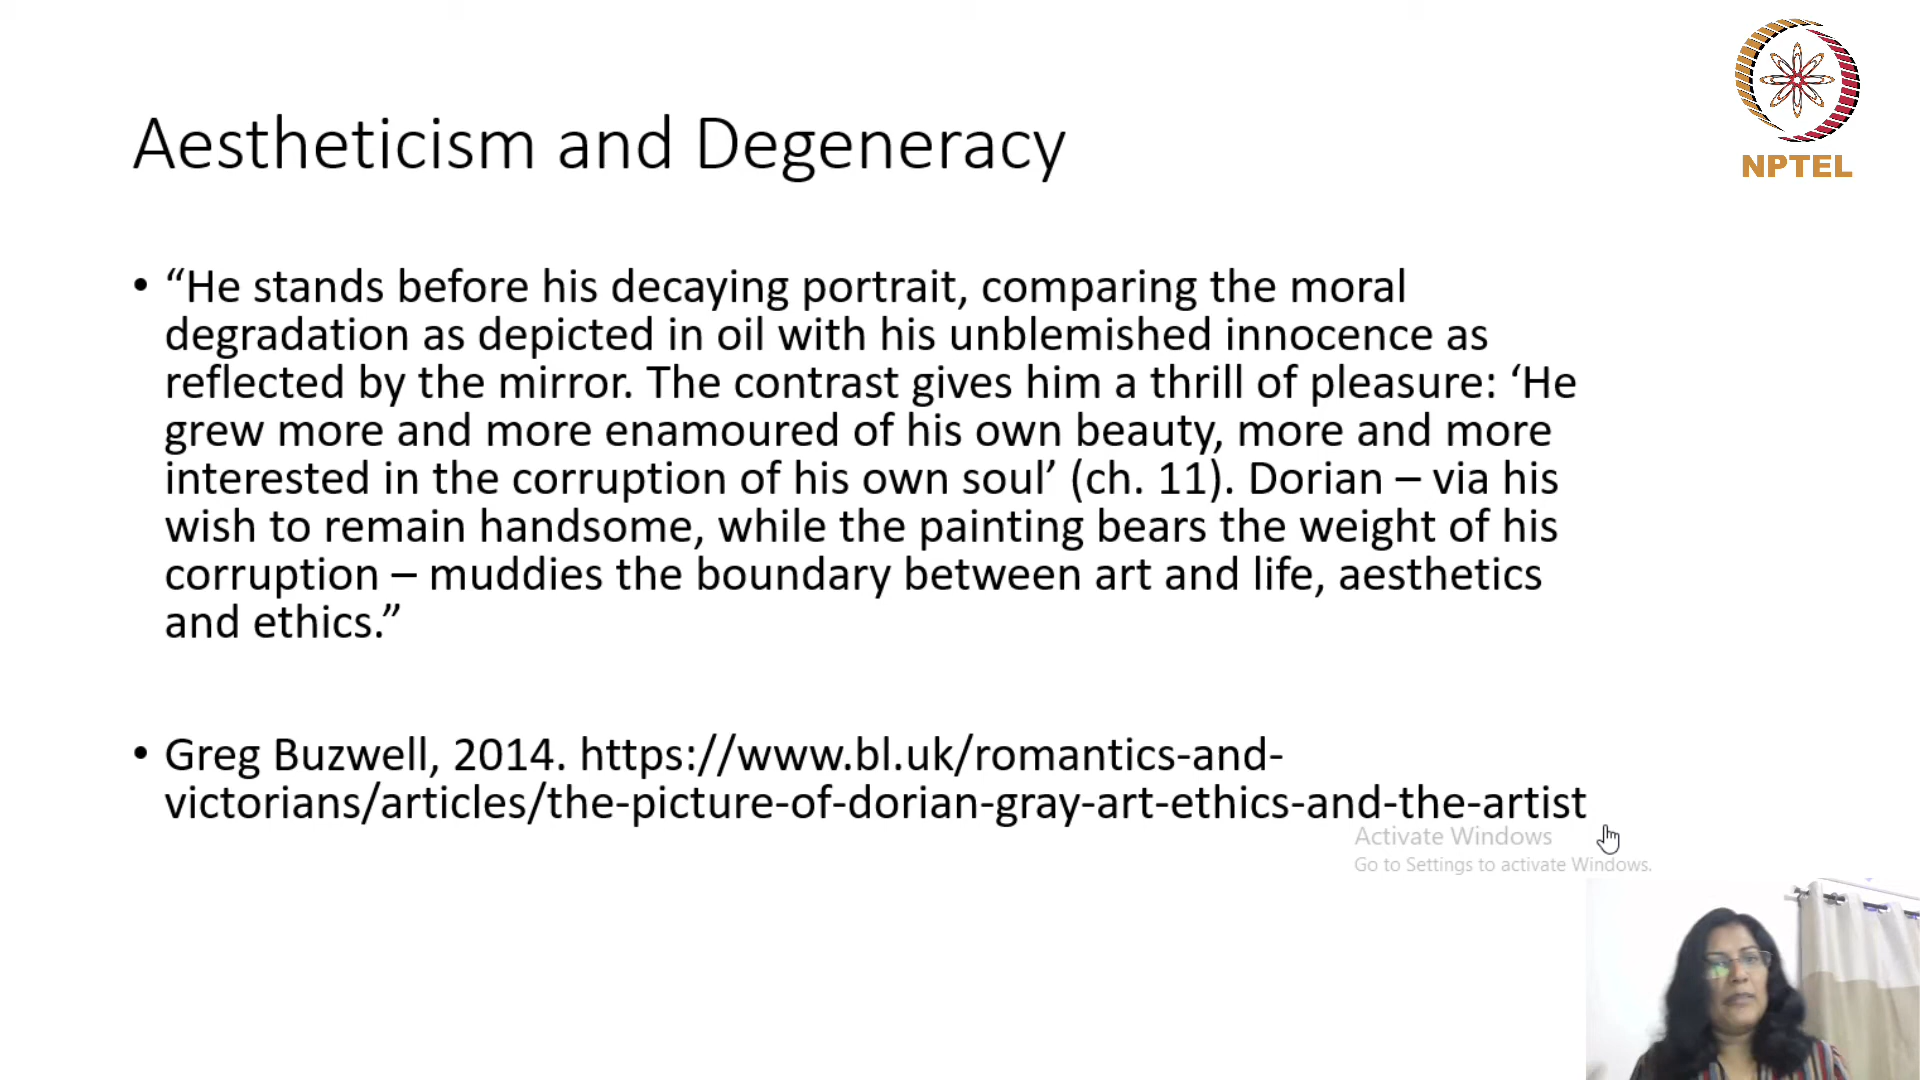 NPTEL
Aestheticism and Degeneracy
• “He stands before his decaying portrait, comparing the moral
degradation as depicted in oil with his unblemished innocence as
reflected by the mirror. The contrast gives him a thrill of pleasure: ‘He
grew more and more enamoured of his own beauty, more and more
interested in the corruption of his own soul’ (ch. 11). Dorian – via his
wish to remain handsome, while the painting bears the weight of his
corruption – muddies the boundary between art and life, aesthetics
and ethics.”
• Greg Buzwell, 2014. https://www.bl.uk/romantics-and-
victorians/articles/the-picture-of-dorian-gray-art-ethics-and-the-artist
Activate Windows
Go to Settings to activate Windows.